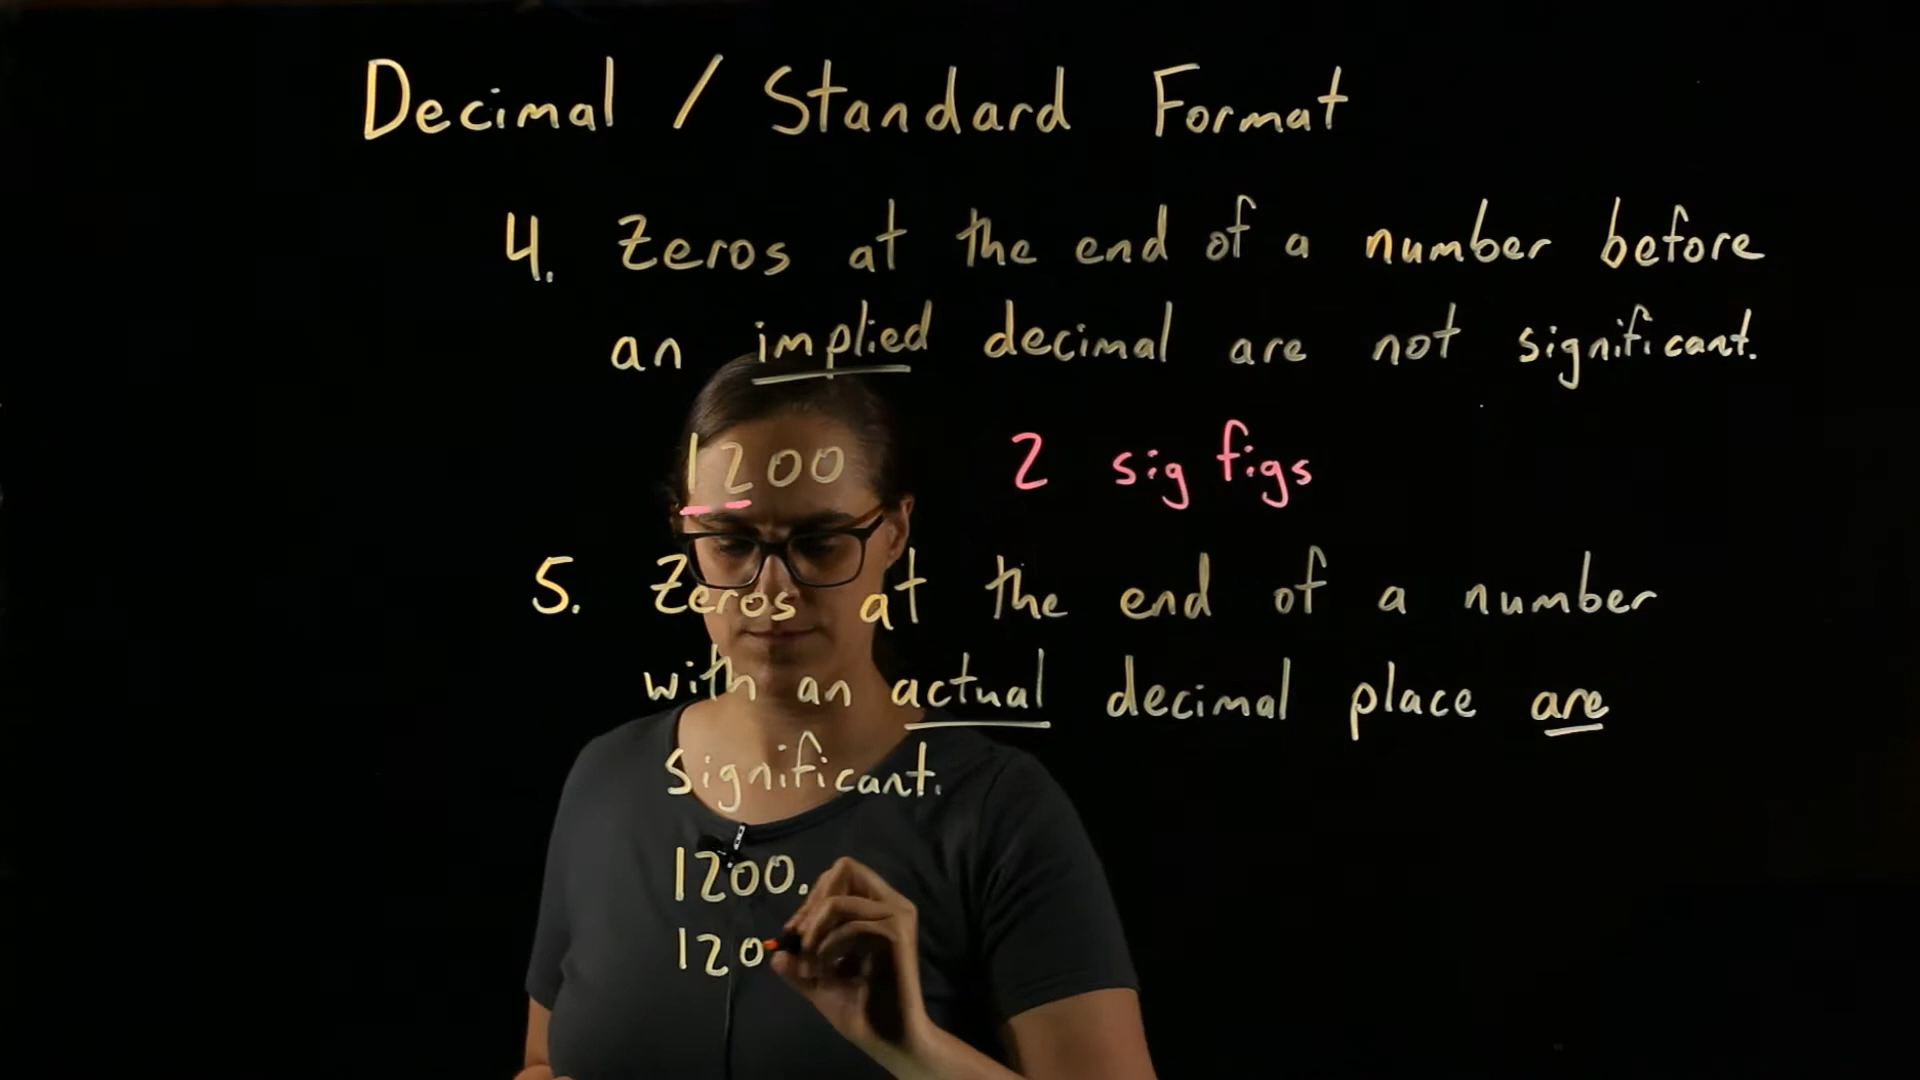 Decimal / Standard Format
4. Zeros at the end of a number before
an implied decimal are not significant.
1200 2 sig figs
5. Zeros at the end of a number
with an actual decimal place are
significant.
1200.
120